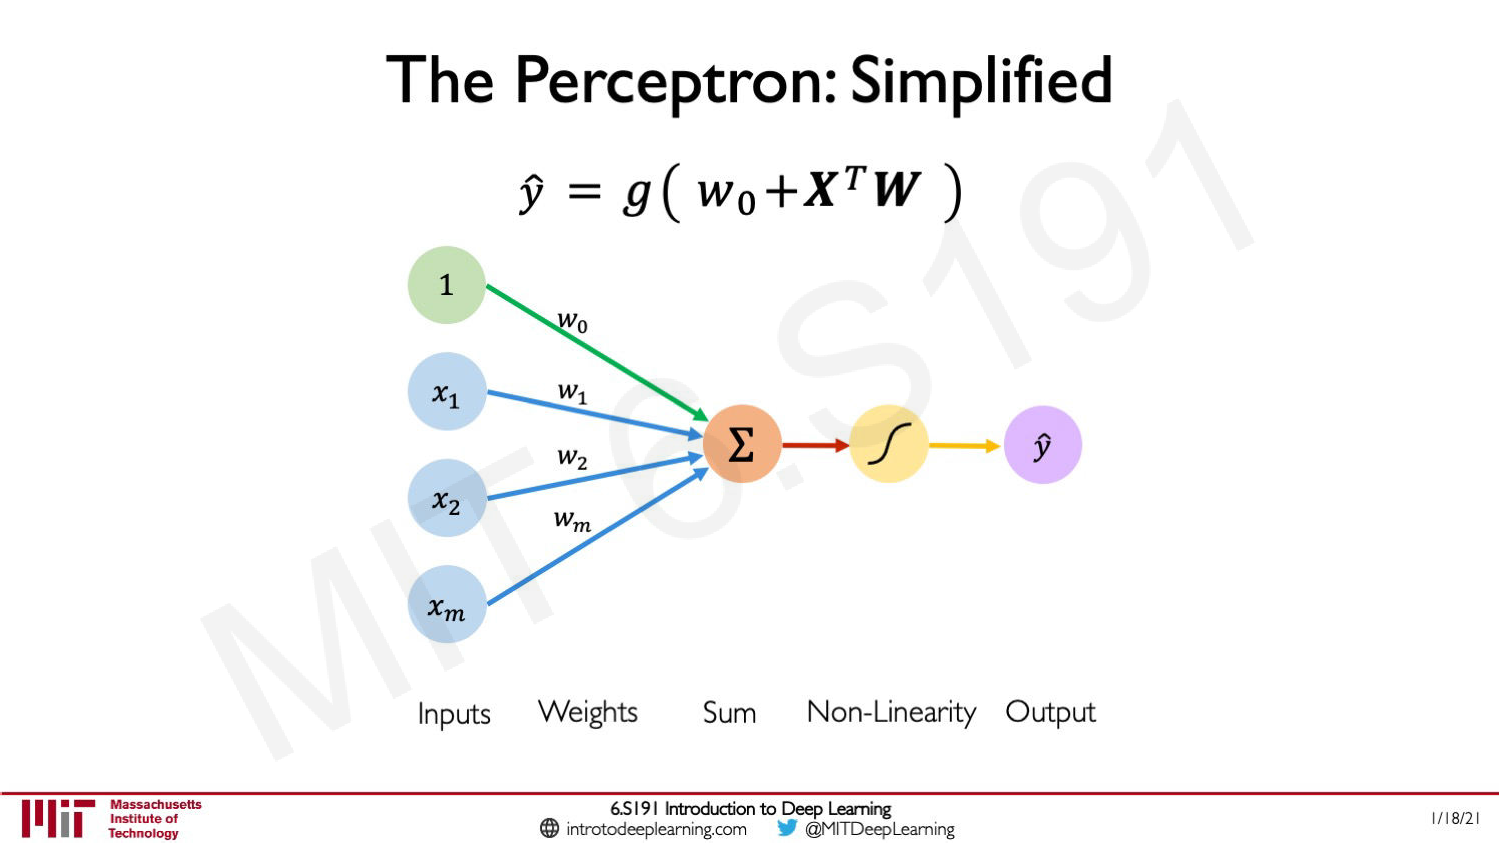 The Perceptron: Simplified
ŷ = g ( w₀ + XᵀW )
1
w₀
x₁
w₁
x₂
w₂
xₘ
wₘ
Σ
∫
ŷ
Inputs Weights Sum Non-Linearity Output
MIT 6.S191
Massachusetts
Institute of
Technology
6.S191 Introduction to Deep Learning
introtodeeplearning.com @MITDeepLearning
1/18/21